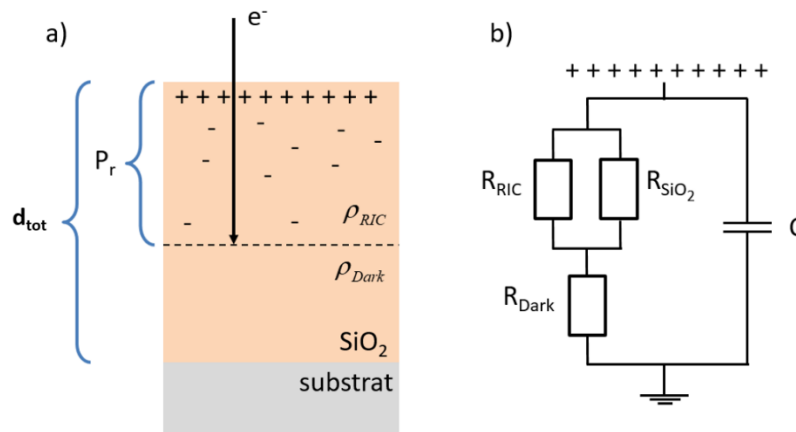 a)
e-
+ + + + + + + + + +
- - - - - - - -
Pr
dtot
ρRIC
ρDark
SiO2
substrat
b)
+ + + + + + + + + +
RRIC
RSiO2
RDark